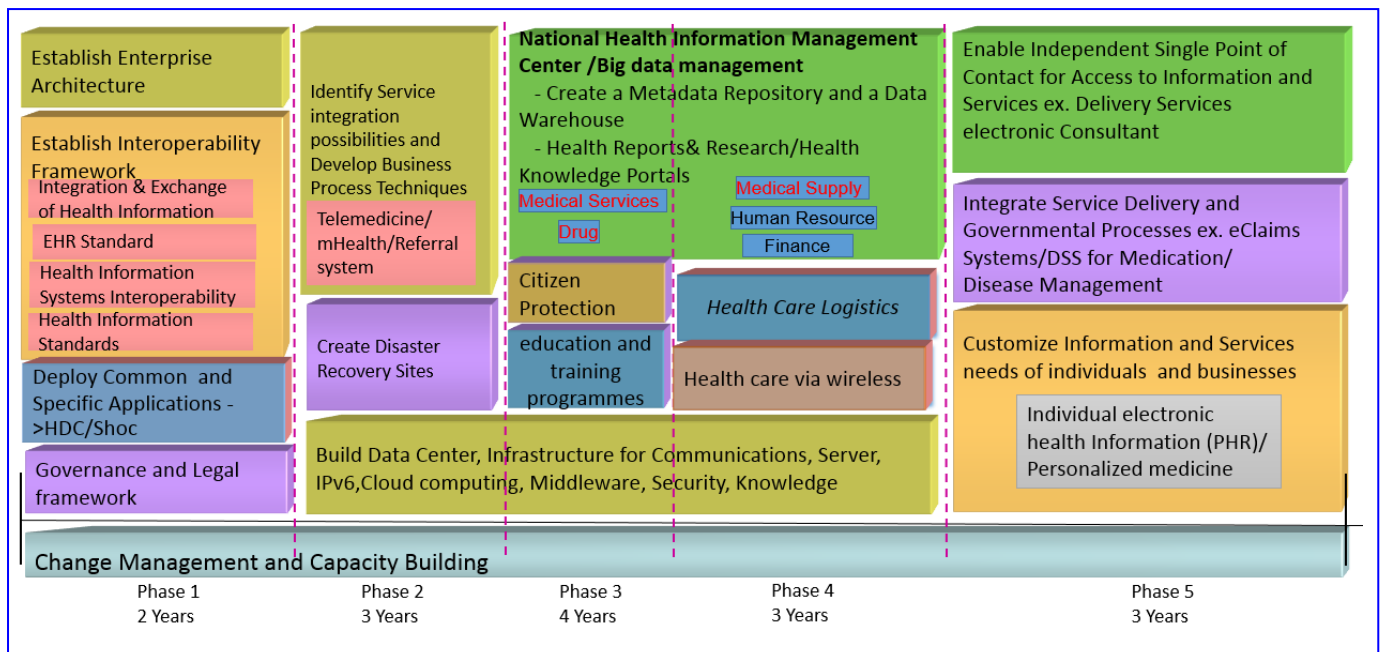 Establish Enterprise
Architecture
Establish Interoperability
Framework
Integration & Exchange
of Health Information
EHR Standard
Health Information
Systems Interoperability
Health Information
Standards
Deploy Common and
Specific Applications -
>HDC/Shoc
Governance and Legal
framework
Identify Service
integration
possibilities and
Develop Business
Process Techniques
Telemedicine/
mHealth/Referral
system
Create Disaster
Recovery Sites
National Health Information Management
Center /Big data management
- Create a Metadata Repository and a Data
Warehouse
- Health Reports& Research/Health
Knowledge Portals
Medical Services
Drug
Medical Supply
Human Resource
Finance
Citizen
Protection
education and
training
programmes
Health Care Logistics
Health care via wireless
Build Data Center, Infrastructure for Communications, Server,
IPv6,Cloud computing, Middleware, Security, Knowledge
Enable Independent Single Point of
Contact for Access to Information and
Services ex. Delivery Services
electronic Consultant
Integrate Service Delivery and
Governmental Processes ex. eClaims
Systems/DSS for Medication/
Disease Management
Customize Information and Services
needs of individuals and businesses
Individual electronic
health Information (PHR)/
Personalized medicine
Change Management and Capacity Building
Phase 1
2 Years
Phase 2
3 Years
Phase 3
4 Years
Phase 4
3 Years
Phase 5
3 Years